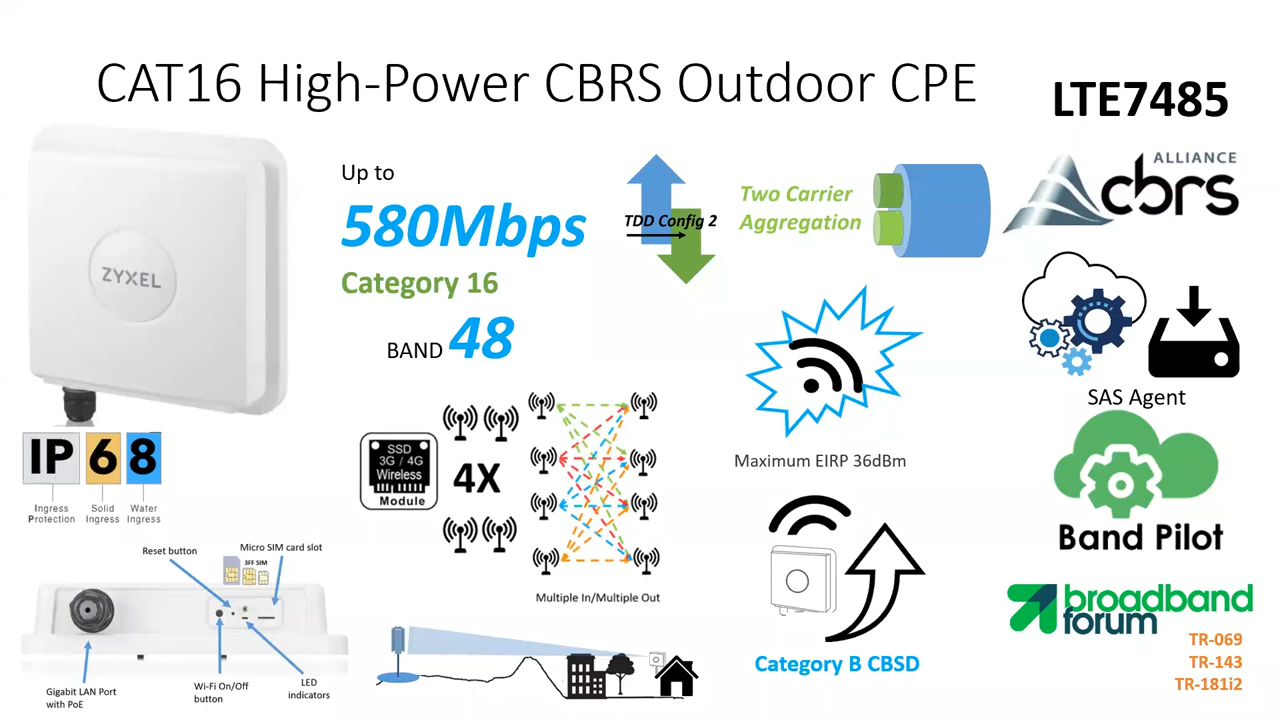 CAT16 High-Power CBRS Outdoor CPE
LTE7485
ZYXEL
Up to
580Mbps
Category 16
BAND 48
TDD Config 2
Two Carrier
Aggregation
ALLIANCE
cbrs
SAS Agent
Maximum EIRP 36dBm
Band Pilot
IP 6 8
Ingress
Protection
Solid
Ingress
Water
Ingress
SSD
3G / 4G
Wireless
Module
4X
Multiple In/Multiple Out
Reset button
Micro SIM card slot
3FF SIM
Gigabit LAN Port
with PoE
Wi-Fi On/Off
button
LED
indicators
Category B CBSD
broadband
forum
TR-069
TR-143
TR-181i2